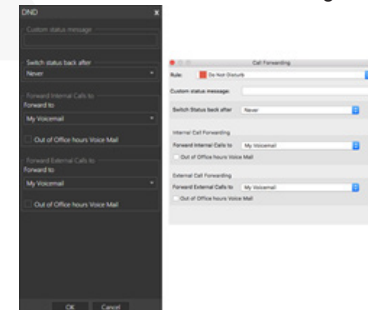 DND x
Custom status message
Switch status back after
Never
Forward Internal Calls to
Forward to
My Voicemail
Out of Office hours Voice Mail
Forward External Calls to
Forward to
My Voicemail
Out of Office hours Voice Mail
OK Cancel
Call Forwarding
Rule: Do Not Disturb
Custom status message:
Switch Status back after Never
Internal Call Forwarding
Forward Internal Calls to My Voicemail
Out of Office hours Voice Mail
External Call Forwarding
Forward External Calls to My Voicemail
Out of Office hours Voice Mail